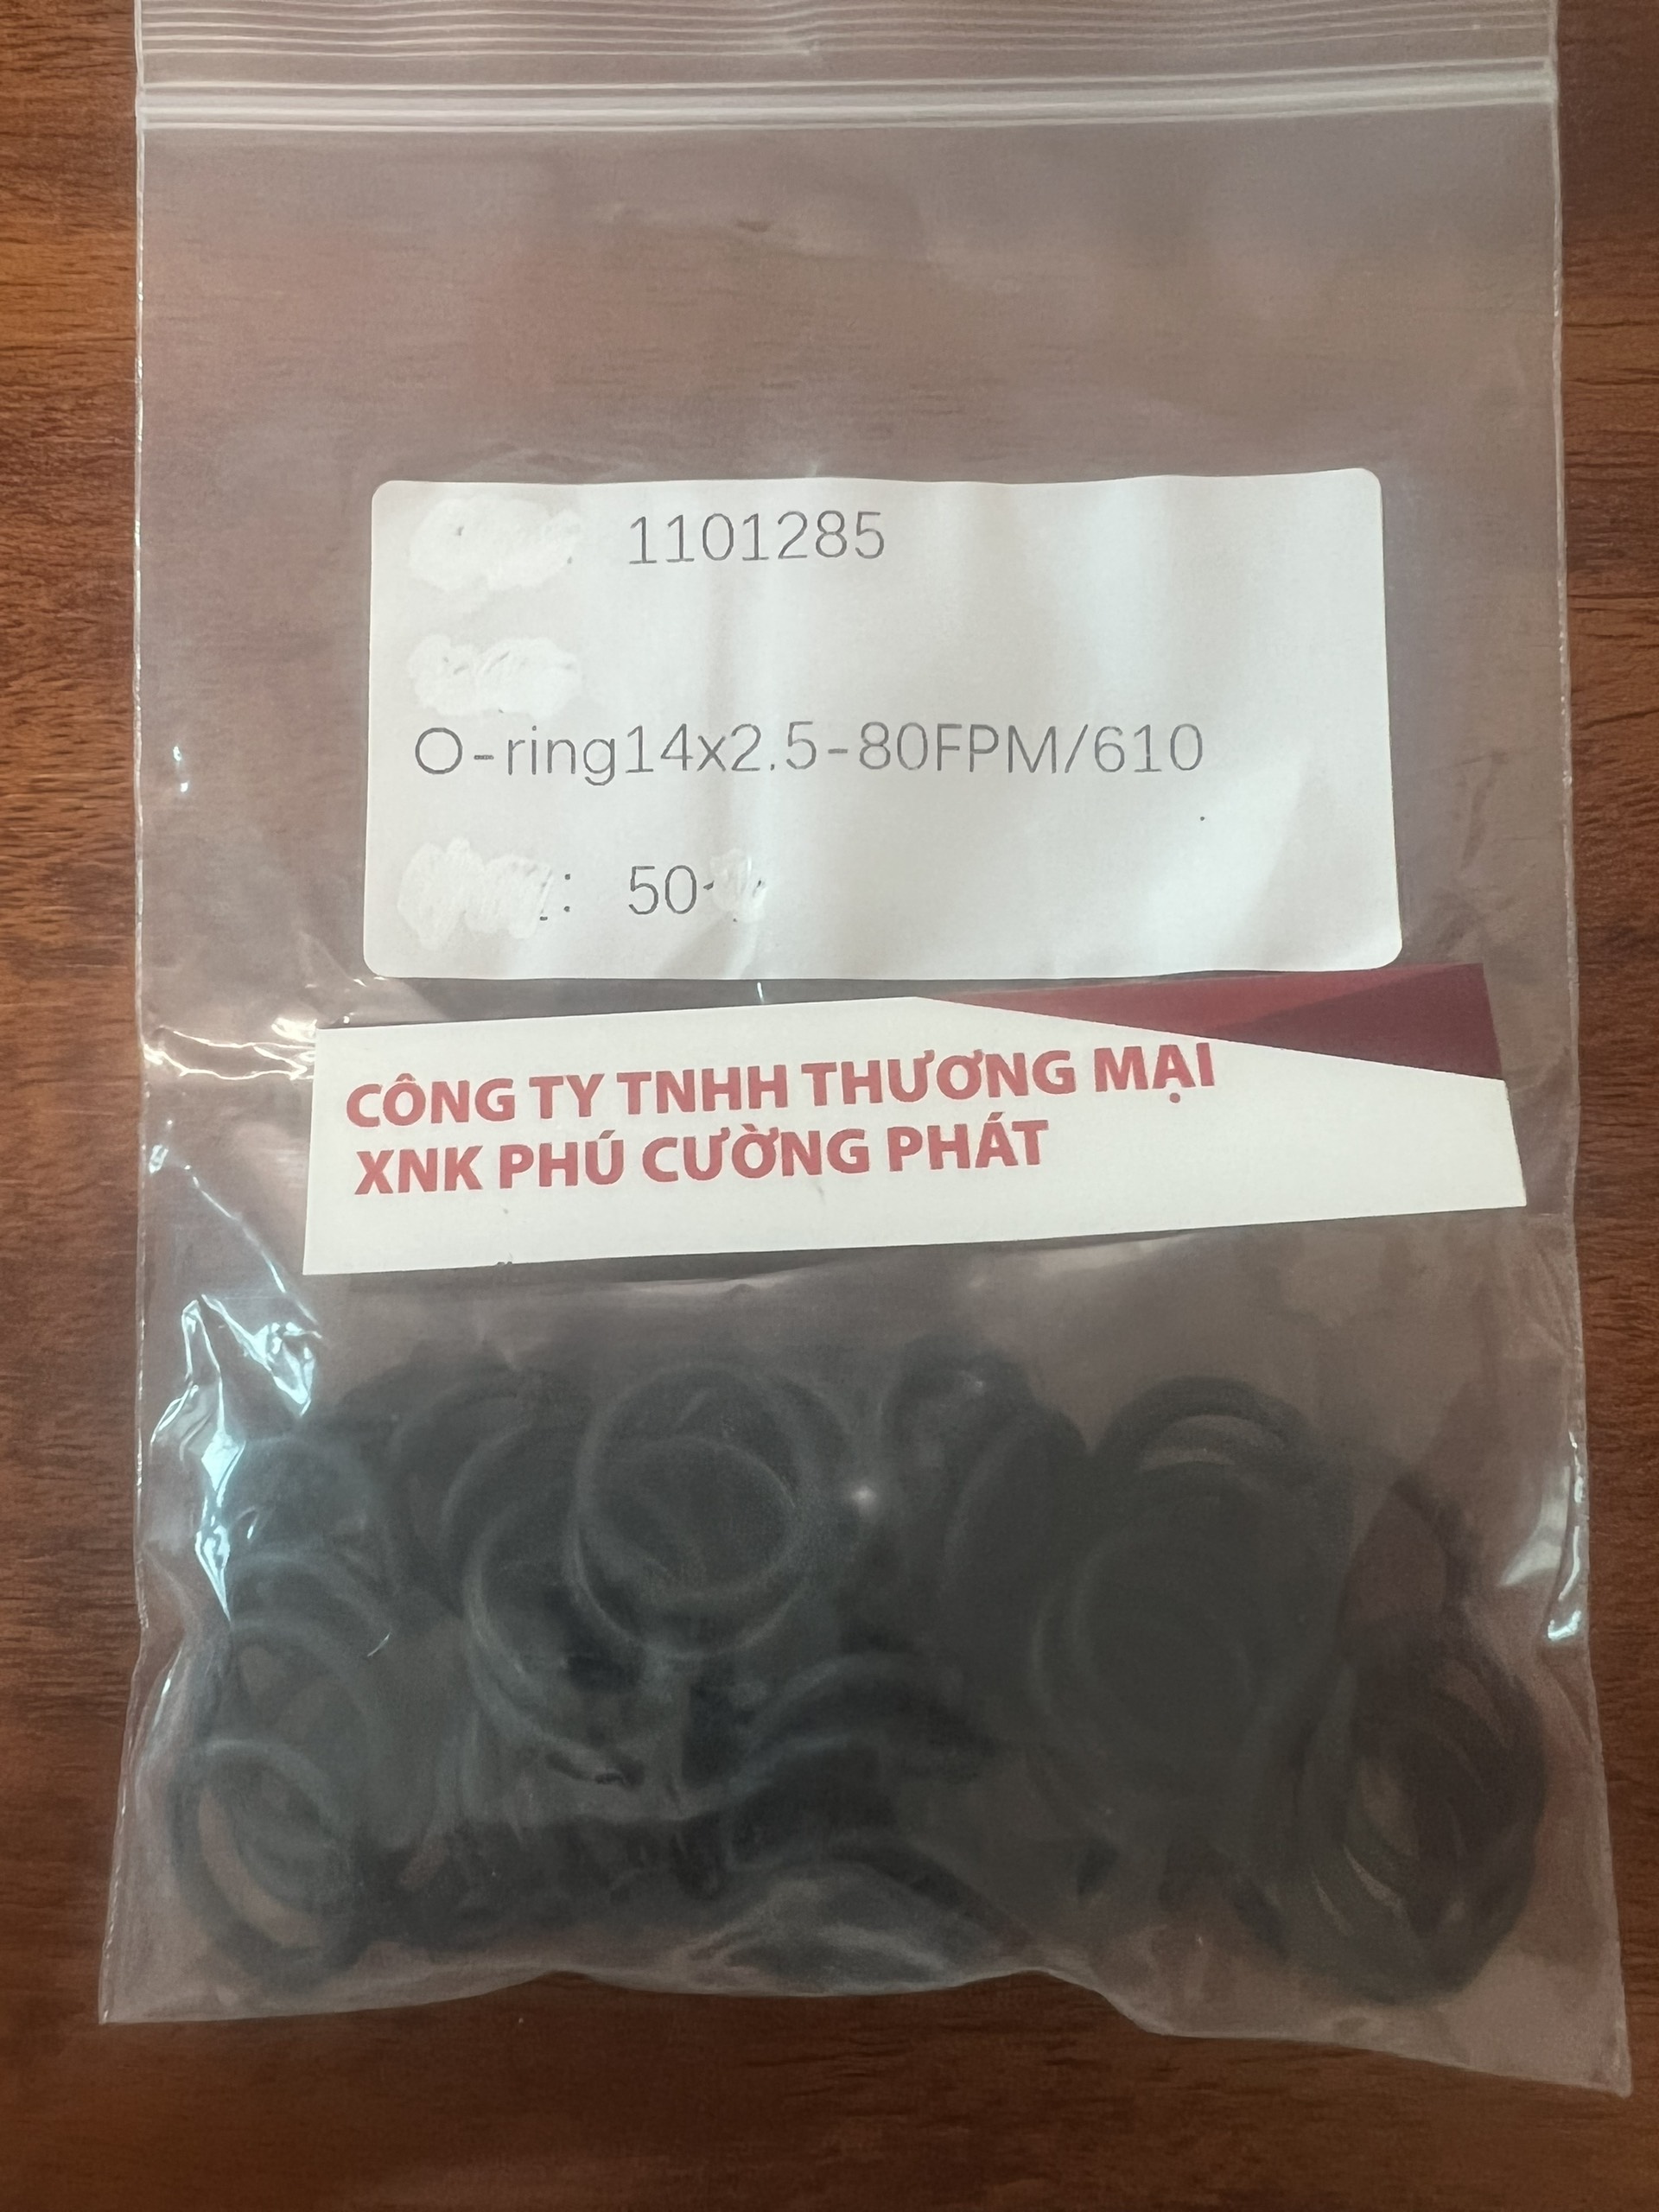 1101285
O-ring14x2.5-80FPM/610
: 50
CÔNG TY TNHH THƯƠNG MẠI
XNK PHÚ CƯỜNG PHÁT